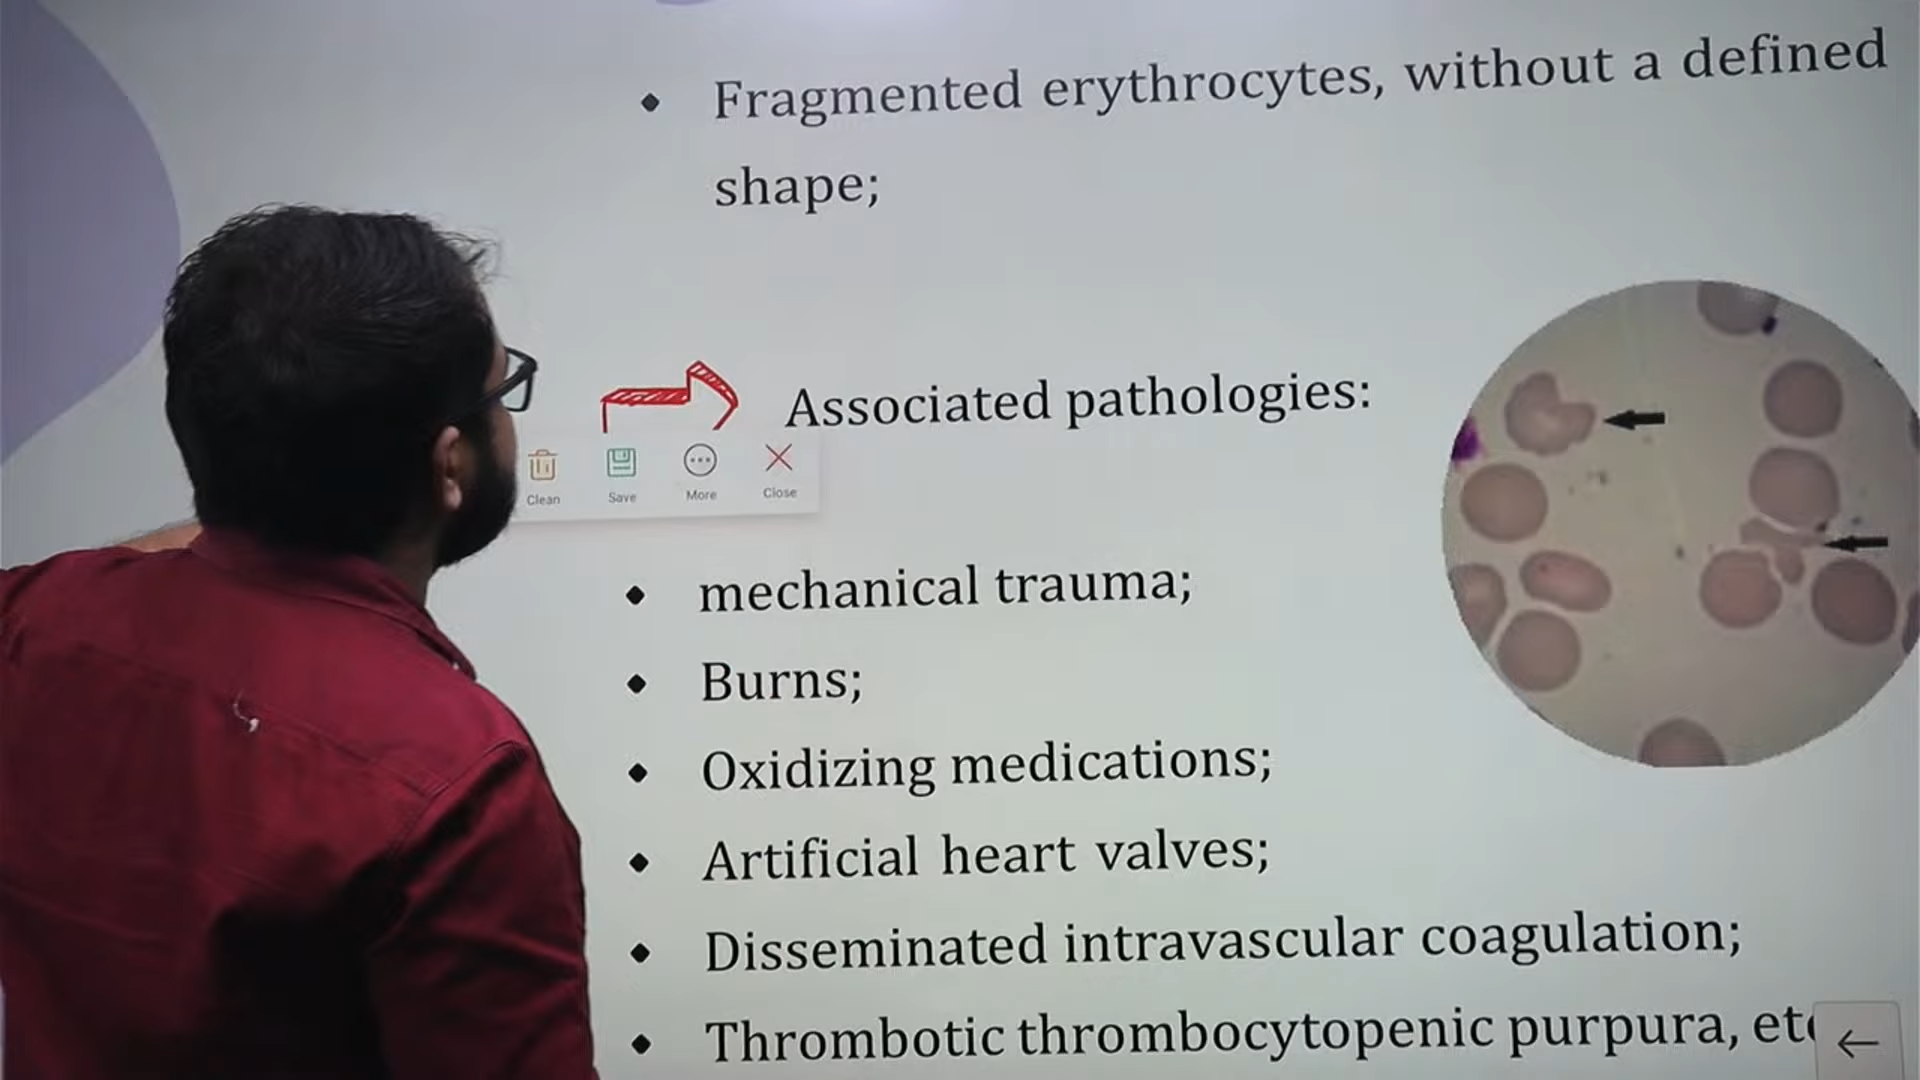 Fragmented erythrocytes, without a defined
shape;
Associated pathologies:
Clean Save More Close
mechanical trauma;
Burns;
Oxidizing medications;
Artificial heart valves;
Disseminated intravascular coagulation;
Thrombotic thrombocytopenic purpura, etc